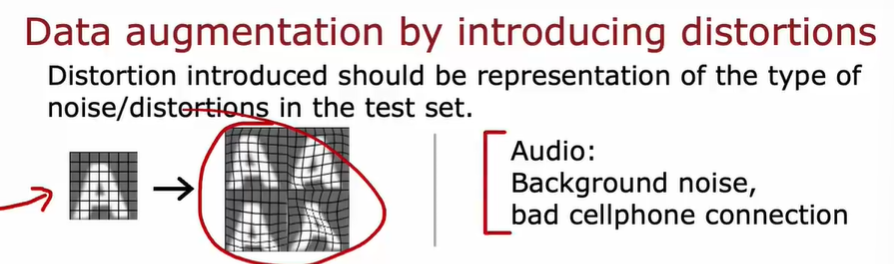 Data augmentation by introducing distortions
Distortion introduced should be representation of the type of
noise/distortions in the test set.
Audio:
Background noise,
bad cellphone connection